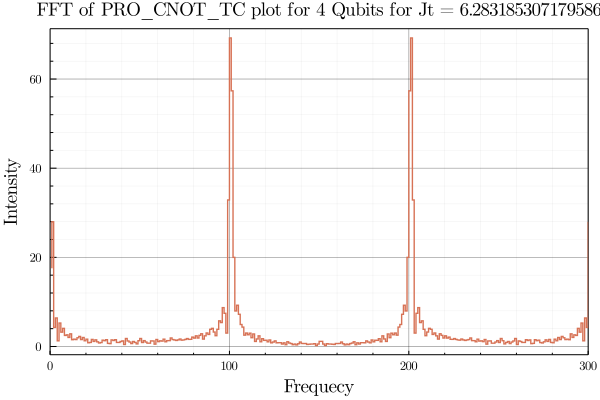 FFT of PRO_CNOT_TC plot for 4 Qubits for Jt = 6.283185307179586
Intensity
60
40
20
0
0 100 200 300
Frequecy